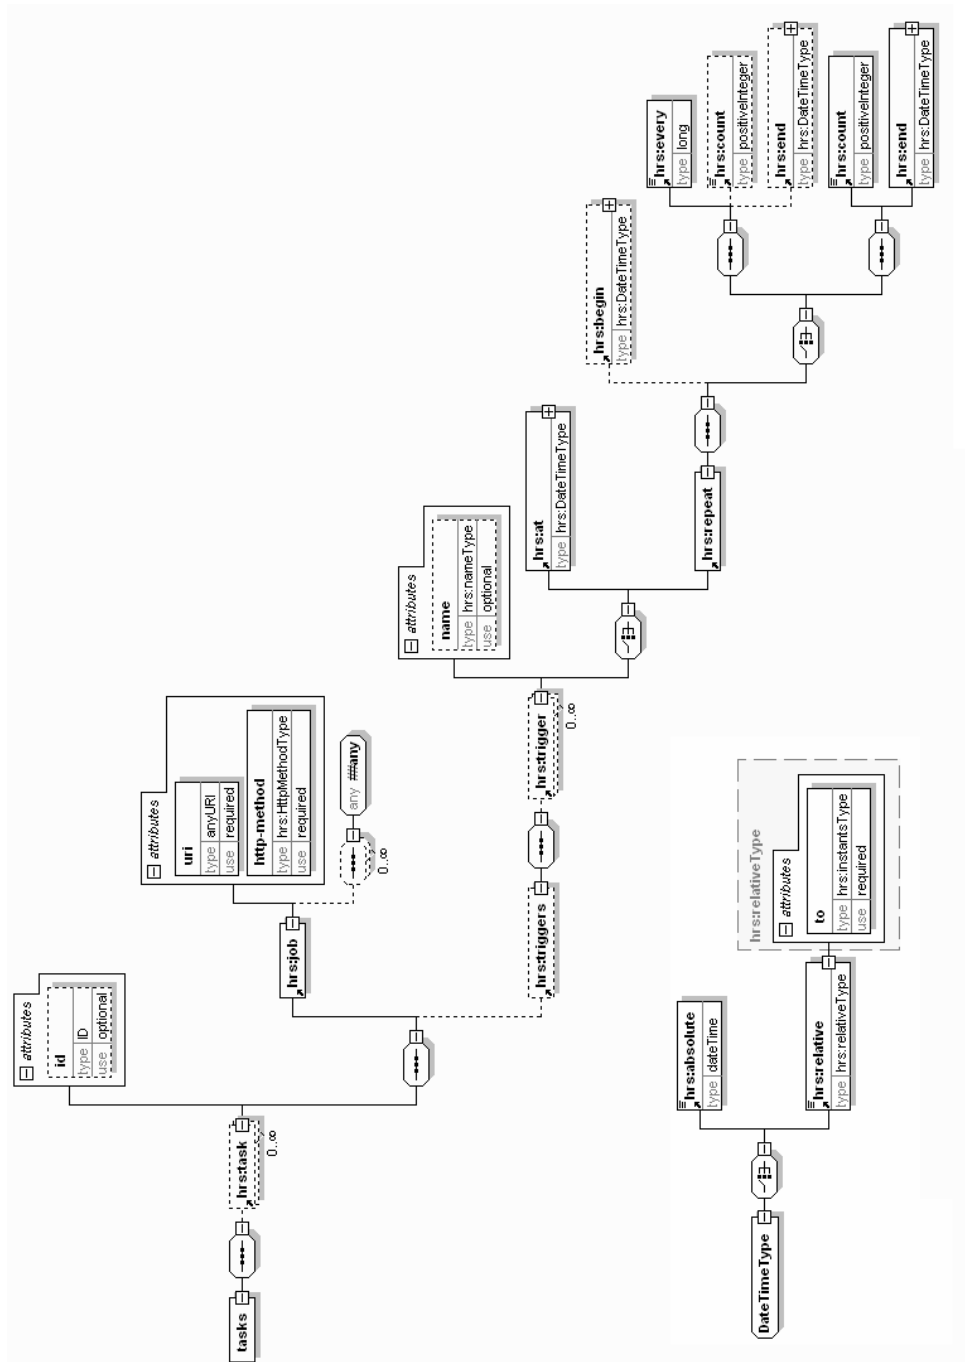 tasks
hrs:task
0..∞
attributes
id
type ID
use optional
hrs:job
attributes
uri
type anyURI
use required
http-method
type hrs:HttpMethodType
use required
any ##any
0..∞
hrs:triggers
hrs:trigger
0..∞
attributes
name
type hrs:nameType
use optional
hrs:at
type hrs:DateTimeType
hrs:repeat
hrs:begin
type hrs:DateTimeType
hrs:every
type long
hrs:count
type positiveInteger
hrs:end
type hrs:DateTimeType
hrs:count
type positiveInteger
hrs:end
type hrs:DateTimeType
DateTimeType
hrs:absolute
type dateTime
hrs:relative
type hrs:relativeType
hrs:relativeType
attributes
to
type hrs:instantsType
use required